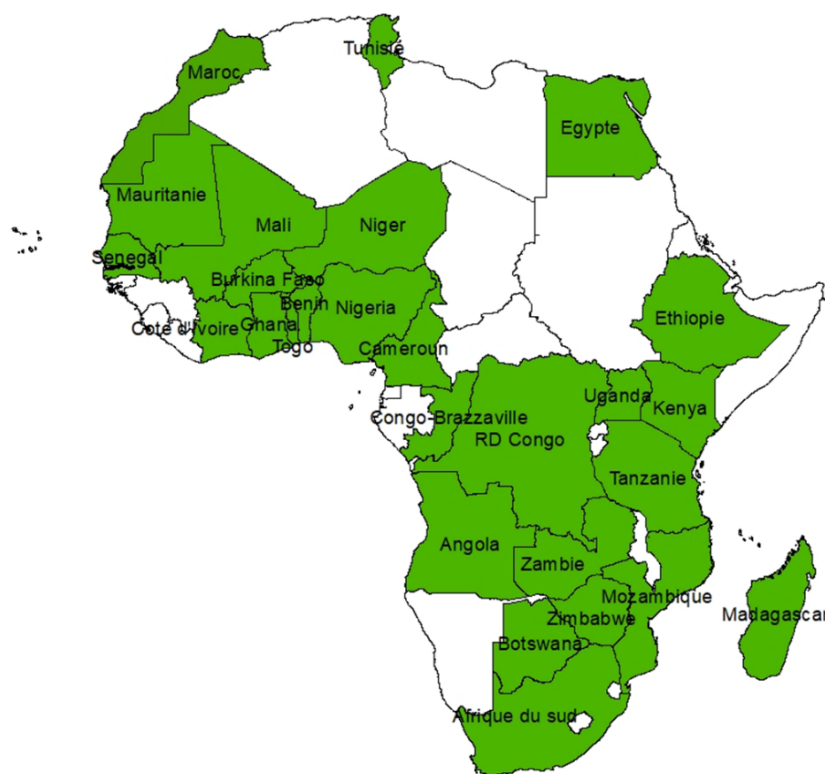 Tunisié
Maroc
Egypte
Mauritanie
Mali
Niger
Senegal
Burkina Faso
Benin
Nigeria
Ethiopie
Cote d'Ivoire
Ghana
Togo
Cameroun
Uganda
Kenya
Congo-Brazzaville
RD Congo
Tanzanie
Angola
Zambie
Mozambique
Zimbabwe
Madagascar
Botswana
Afrique du sud